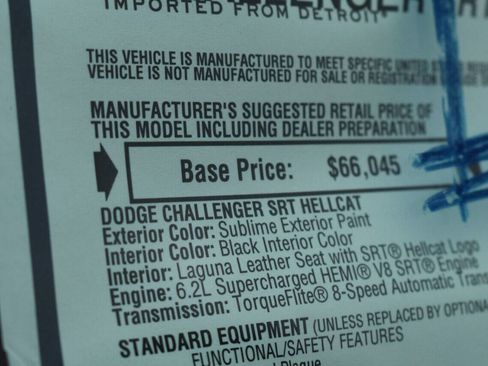 IMPORTED FROM DETROIT
THIS VEHICLE IS MANUFACTURED TO MEET SPECIFIC UNITED
VEHICLE IS NOT MANUFACTURED FOR SALE OR REGISTRATION
MANUFACTURER'S SUGGESTED RETAIL PRICE OF
THIS MODEL INCLUDING DEALER PREPARATION
Base Price: $66,045
DODGE CHALLENGER SRT HELLCAT
Exterior Color: Sublime Exterior Paint
Interior Color: Black Interior Color
Interior: Laguna Leather Seat with SRT® Hellcat Logo
Engine: 6.2L Supercharged HEMI® V8 SRT® Engine
Transmission: TorqueFlite® 8-Speed Automatic Trans
STANDARD EQUIPMENT (UNLESS REPLACED BY OPTIONA
FUNCTIONAL/SAFETY FEATURES